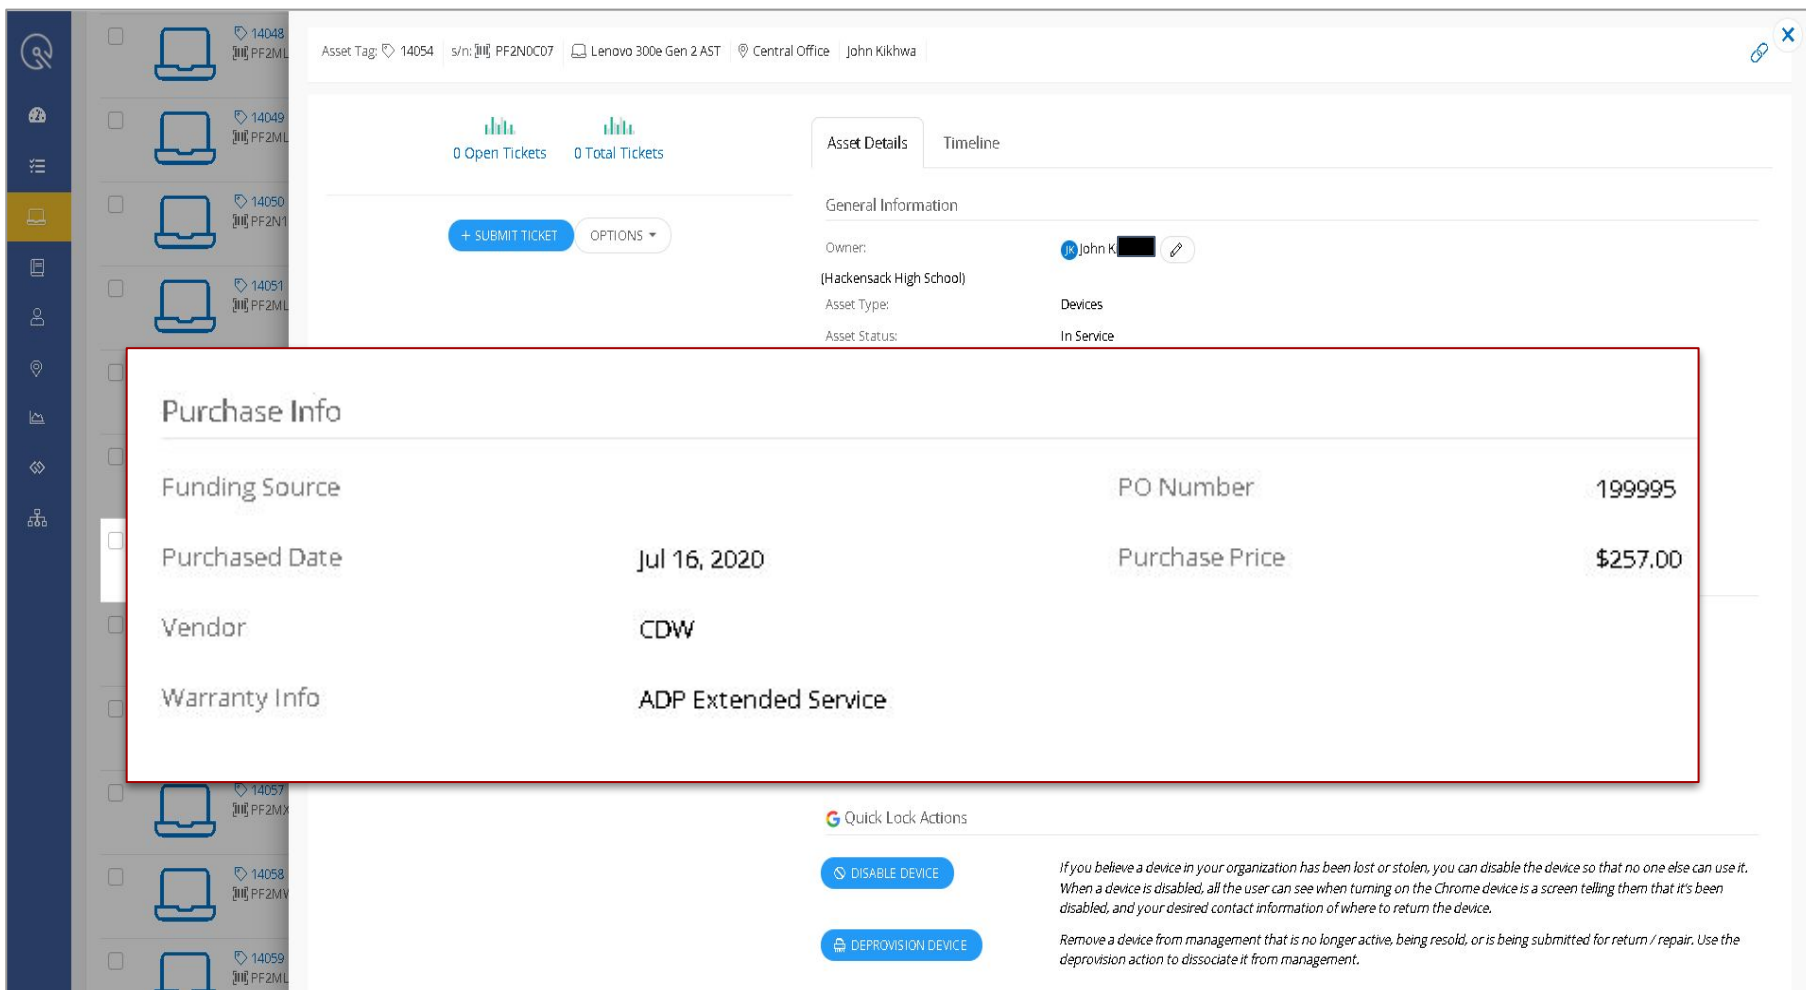 14048
PF2ML
14049
PF2ML
14050
PF2N1
14051
PF2ML
14057
PF2MX
14058
14059
PF2ML
Asset Tag: 14054 s/n: PF2N0C07 Lenovo 300e Gen 2 AST Central Office John Kikhwa
0 Open Tickets 0 Total Tickets
+ SUBMIT TICKET OPTIONS
Asset Details Timeline
General Information
Owner: JK John K
(Hackensack High School)
Asset Type: Devices
Asset Status: In Service
Purchase Info
Funding Source PO Number 199995
Purchased Date Jul 16, 2020 Purchase Price $257.00
Vendor CDW
Warranty Info ADP Extended Service
G Quick Lock Actions
DISABLE DEVICE
If you believe a device in your organization has been lost or stolen, you can disable the device so that no one else can use it.
When a device is disabled, all the user can see when turning on the Chrome device is a screen telling them that it's been
disabled, and your desired contact information of where to return the device.
DEPROVISION DEVICE
Remove a device from management that is no longer active, being resold, or is being submitted for return / repair. Use the
deprovision action to dissociate it from management.